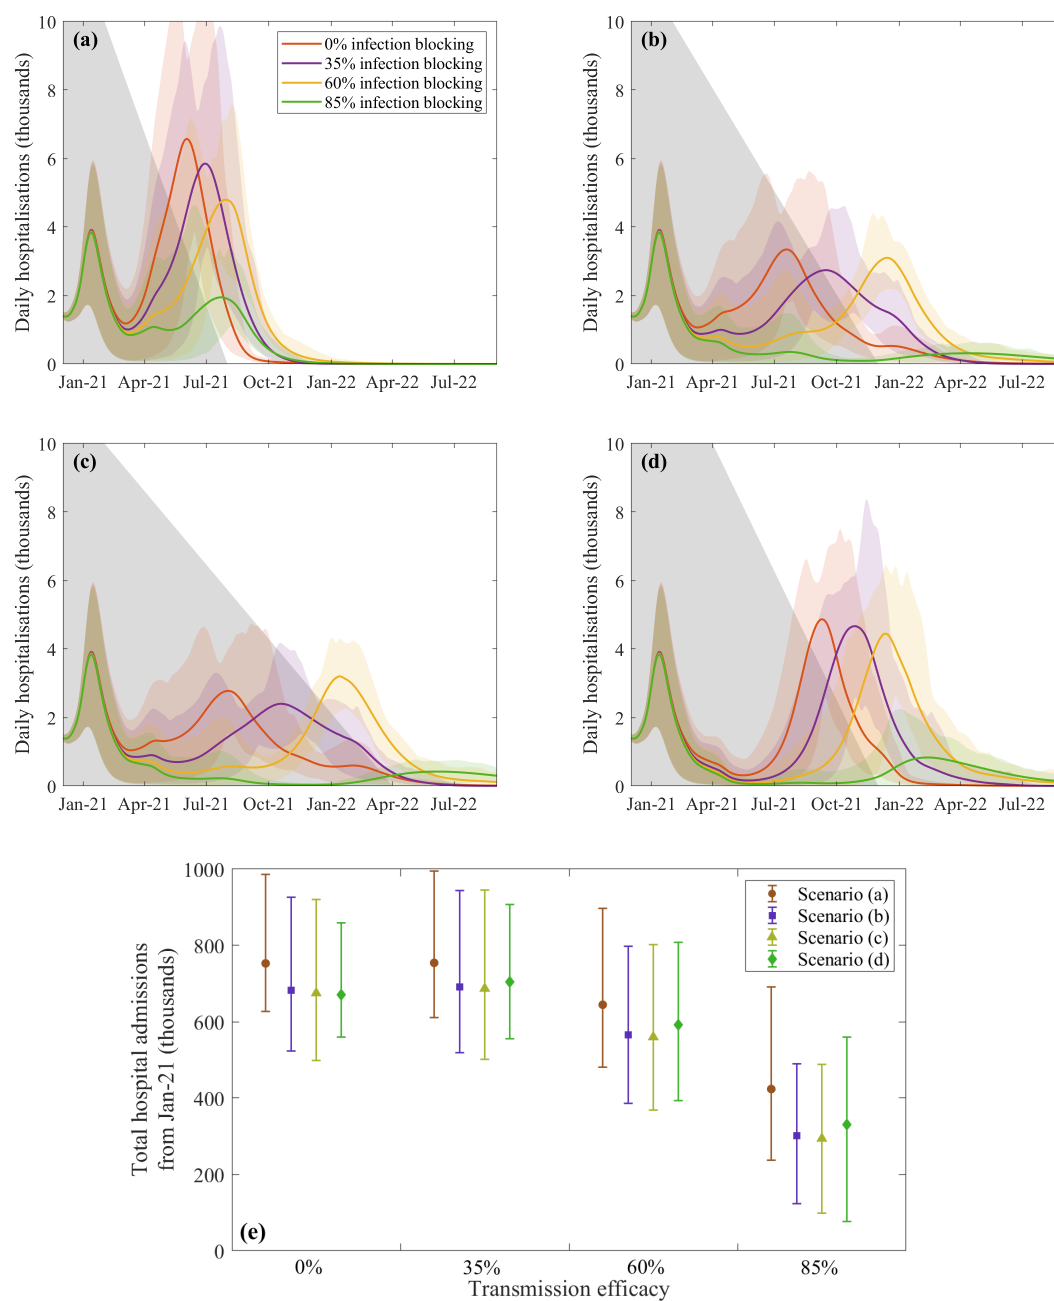 (a)
0% infection blocking
35% infection blocking
60% infection blocking
85% infection blocking
Daily hospitalisations (thousands)
10
8
6
4
2
0
Jan-21 Apr-21 Jul-21 Oct-21 Jan-22 Apr-22 Jul-22
(b)
Daily hospitalisations (thousands)
10
8
6
4
2
0
Jan-21 Apr-21 Jul-21 Oct-21 Jan-22 Apr-22 Jul-22
(c)
Daily hospitalisations (thousands)
10
8
6
4
2
0
Jan-21 Apr-21 Jul-21 Oct-21 Jan-22 Apr-22 Jul-22
(d)
Daily hospitalisations (thousands)
10
8
6
4
2
0
Jan-21 Apr-21 Jul-21 Oct-21 Jan-22 Apr-22 Jul-22
Total hospital admissions
from Jan-21 (thousands)
1000
800
600
400
200
0
Scenario (a)
Scenario (b)
Scenario (c)
Scenario (d)
(e)
0% 35% 60% 85%
Transmission efficacy